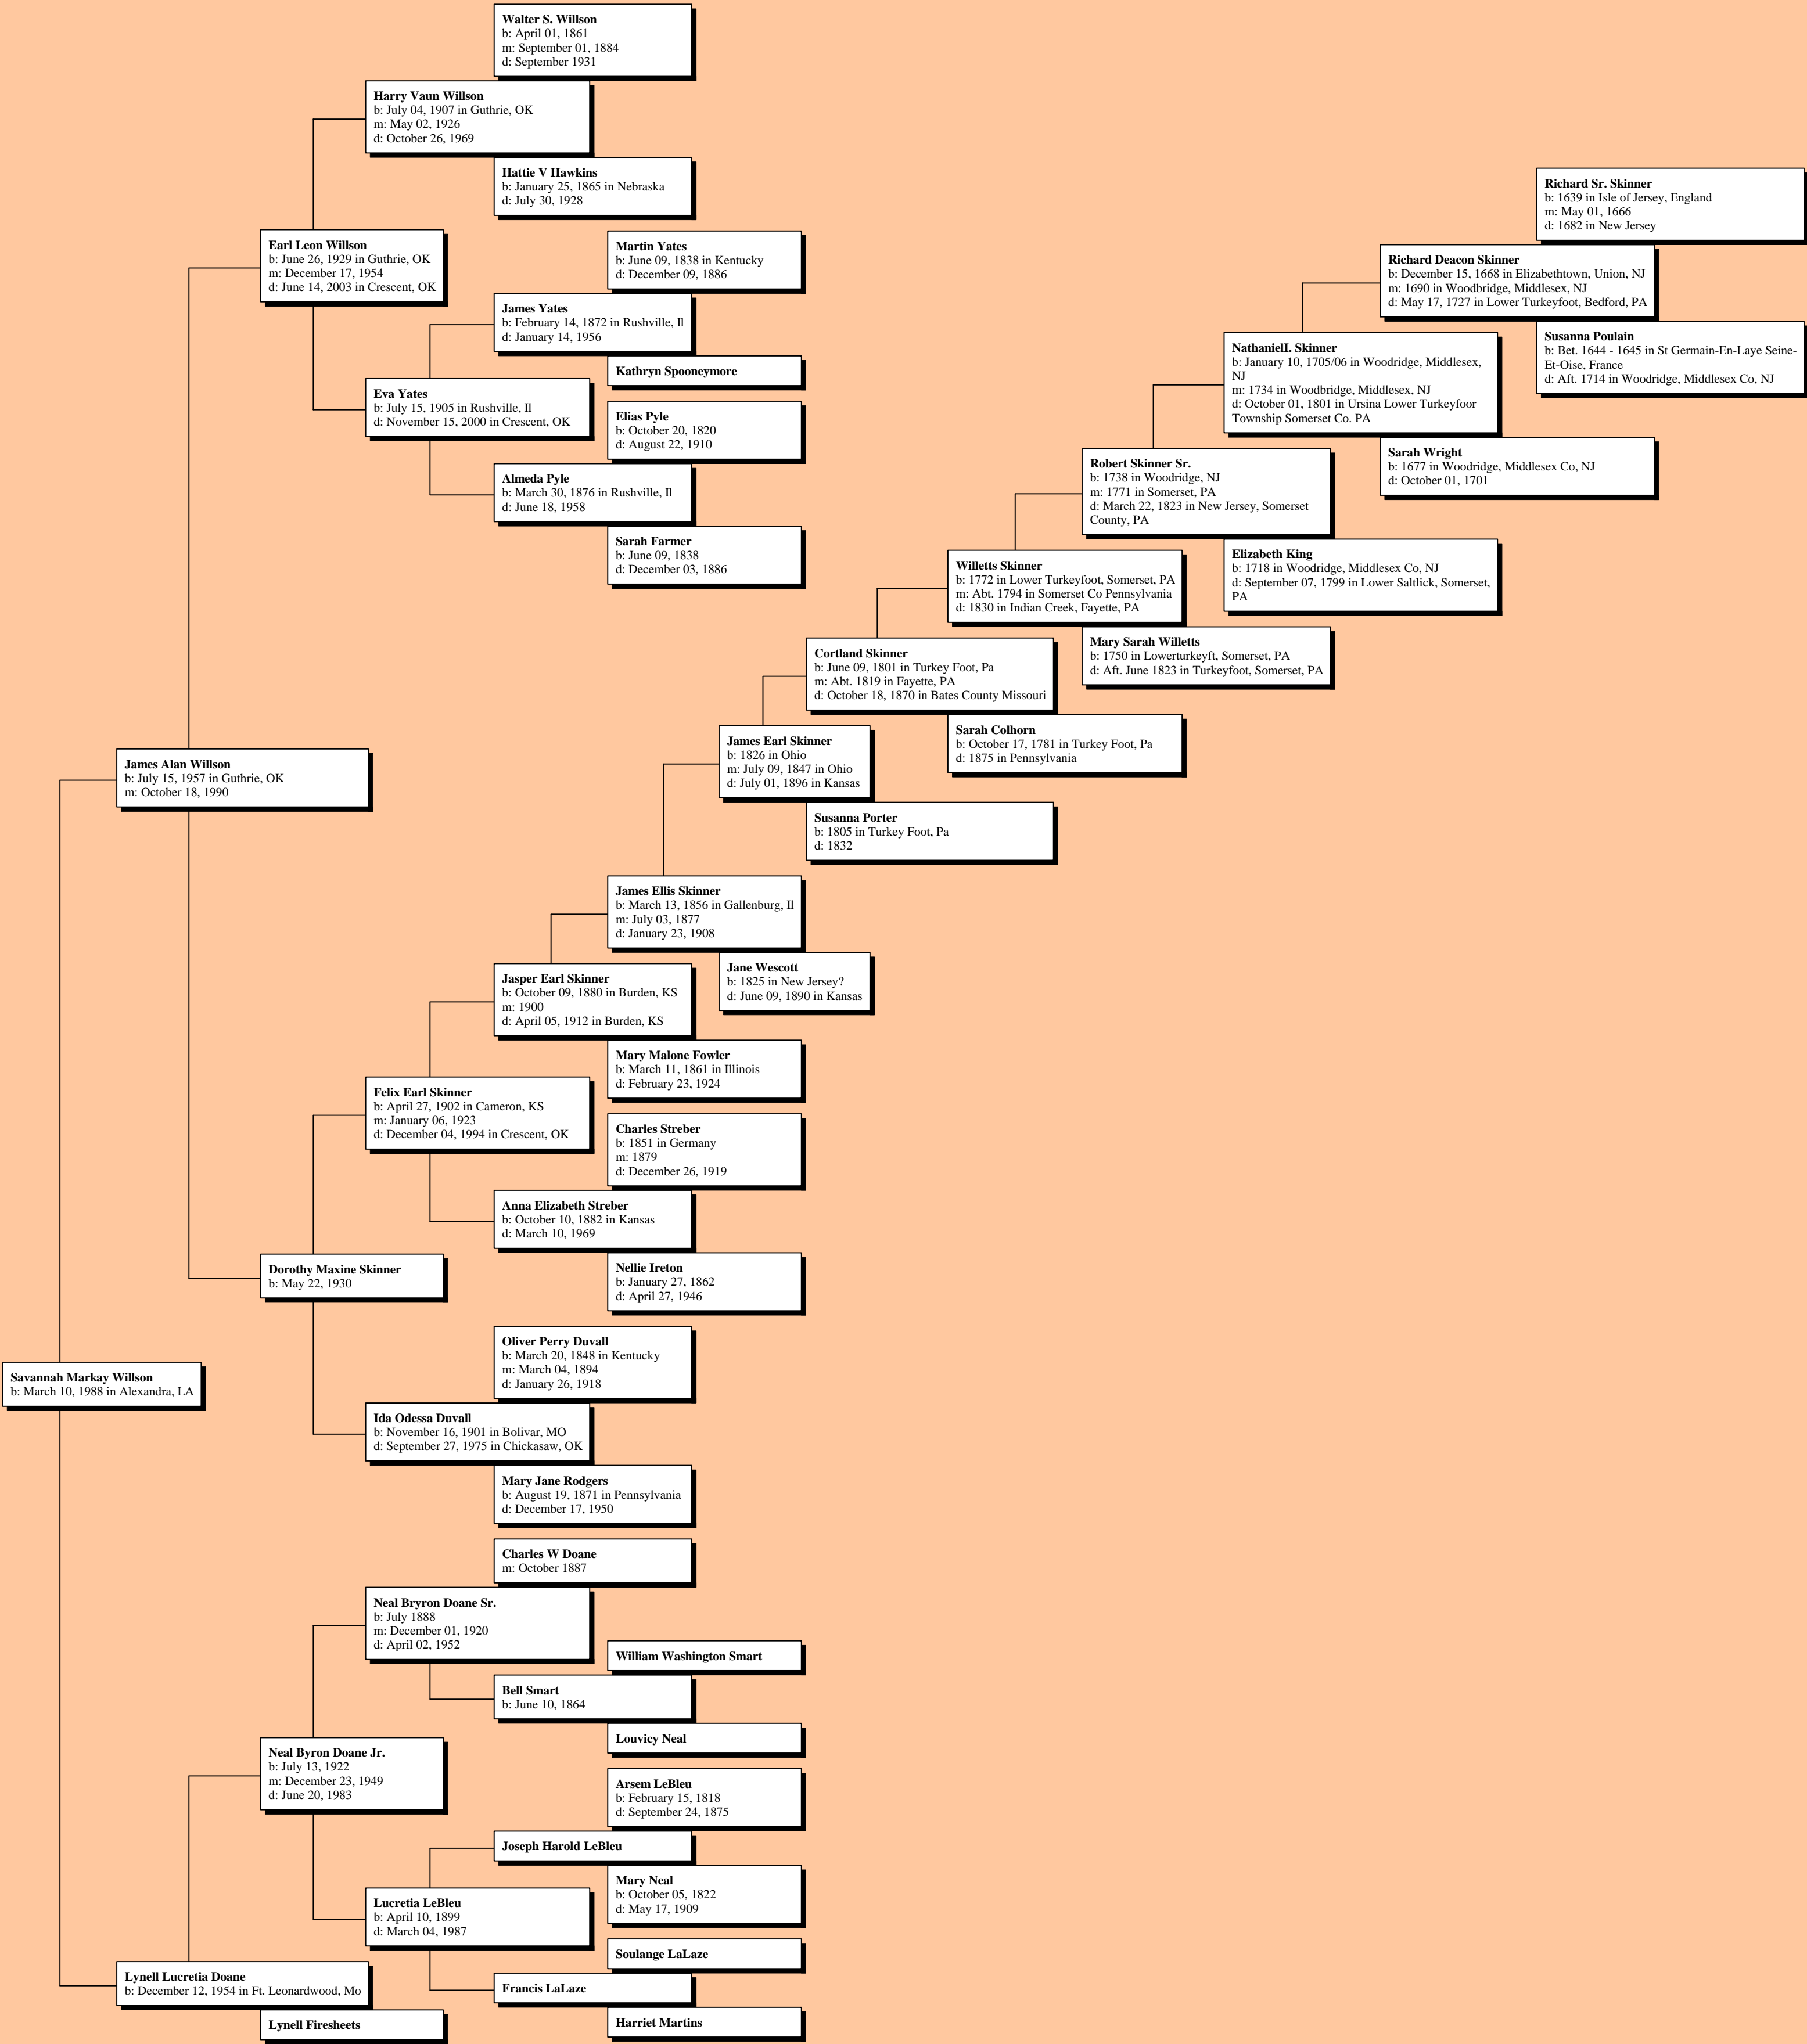 Walter S. Willson
b: April 01, 1861
m: September 01, 1884
d: September 1931
Harry Vaun Willson
b: July 04, 1907 in Guthrie, OK
m: May 02, 1926
d: October 26, 1969
Hattie V Hawkins
b: January 25, 1865 in Nebraska
d: July 30, 1928
Earl Leon Willson
b: June 26, 1929 in Guthrie, OK
m: December 17, 1954
d: June 14, 2003 in Crescent, OK
Martin Yates
b: June 09, 1838 in Kentucky
d: December 09, 1886
James Yates
b: February 14, 1872 in Rushville, Il
d: January 14, 1956
Kathryn Spooneymore
Eva Yates
b: July 15, 1905 in Rushville, Il
d: November 15, 2000 in Crescent, OK
Elias Pyle
b: October 20, 1820
d: August 22, 1910
Almeda Pyle
b: March 30, 1876 in Rushville, Il
d: June 18, 1958
Sarah Farmer
b: June 09, 1838
d: December 03, 1886
James Alan Willson
b: July 15, 1957 in Guthrie, OK
m: October 18, 1990
Richard Sr. Skinner
b: 1639 in Isle of Jersey, England
m: May 01, 1666
d: 1682 in New Jersey
Richard Deacon Skinner
b: December 15, 1668 in Elizabethtown, Union, NJ
m: 1690 in Woodbridge, Middlesex, NJ
d: May 17, 1727 in Lower Turkeyfoot, Bedford, PA
Susanna Poulain
b: Bet. 1644 - 1645 in St Germain-En-Laye Seine-
Et-Oise, France
d: Aft. 1714 in Woodridge, Middlesex Co, NJ
NathanielI. Skinner
b: January 10, 1705/06 in Woodridge, Middlesex,
NJ
m: 1734 in Woodbridge, Middlesex, NJ
d: October 01, 1801 in Ursina Lower Turkeyfoor
Township Somerset Co. PA
Sarah Wright
b: 1677 in Woodridge, Middlesex Co, NJ
d: October 01, 1701
Robert Skinner Sr.
b: 1738 in Woodridge, NJ
m: 1771 in Somerset, PA
d: March 22, 1823 in New Jersey, Somerset
County, PA
Elizabeth King
b: 1718 in Woodridge, Middlesex Co, NJ
d: September 07, 1799 in Lower Saltlick, Somerset,
PA
Willetts Skinner
b: 1772 in Lower Turkeyfoot, Somerset, PA
m: Abt. 1794 in Somerset Co Pennsylvania
d: 1830 in Indian Creek, Fayette, PA
Mary Sarah Willetts
b: 1750 in Lowerturkeyft, Somerset, PA
d: Aft. June 1823 in Turkeyfoot, Somerset, PA
Cortland Skinner
b: June 09, 1801 in Turkey Foot, Pa
m: Abt. 1819 in Fayette, PA
d: October 18, 1870 in Bates County Missouri
Sarah Colhorn
b: October 17, 1781 in Turkey Foot, Pa
d: 1875 in Pennsylvania
James Earl Skinner
b: 1826 in Ohio
m: July 09, 1847 in Ohio
d: July 01, 1896 in Kansas
Susanna Porter
b: 1805 in Turkey Foot, Pa
d: 1832
James Ellis Skinner
b: March 13, 1856 in Gallenburg, Il
m: July 03, 1877
d: January 23, 1908
Jane Wescott
b: 1825 in New Jersey?
d: June 09, 1890 in Kansas
Jasper Earl Skinner
b: October 09, 1880 in Burden, KS
m: 1900
d: April 05, 1912 in Burden, KS
Mary Malone Fowler
b: March 11, 1861 in Illinois
d: February 23, 1924
Felix Earl Skinner
b: April 27, 1902 in Cameron, KS
m: January 06, 1923
d: December 04, 1994 in Crescent, OK
Charles Streber
b: 1851 in Germany
m: 1879
d: December 26, 1919
Anna Elizabeth Streber
b: October 10, 1882 in Kansas
d: March 10, 1969
Nellie Ireton
b: January 27, 1862
d: April 27, 1946
Dorothy Maxine Skinner
b: May 22, 1930
Oliver Perry Duvall
b: March 20, 1848 in Kentucky
m: March 04, 1894
d: January 26, 1918
Ida Odessa Duvall
b: November 16, 1901 in Bolivar, MO
d: September 27, 1975 in Chickasaw, OK
Mary Jane Rodgers
b: August 19, 1871 in Pennsylvania
d: December 17, 1950
Savannah Markay Willson
b: March 10, 1988 in Alexandra, LA
Charles W Doane
m: October 1887
Neal Bryron Doane Sr.
b: July 1888
m: December 01, 1920
d: April 02, 1952
William Washington Smart
Bell Smart
b: June 10, 1864
Louvicy Neal
Neal Byron Doane Jr.
b: July 13, 1922
m: December 23, 1949
d: June 20, 1983
Arsem LeBleu
b: February 15, 1818
d: September 24, 1875
Joseph Harold LeBleu
Mary Neal
b: October 05, 1822
d: May 17, 1909
Lucretia LeBleu
b: April 10, 1899
d: March 04, 1987
Soulange LaLaze
Francis LaLaze
Harriet Martins
Lynell Lucretia Doane
b: December 12, 1954 in Ft. Leonardwood, Mo
Lynell Firesheets